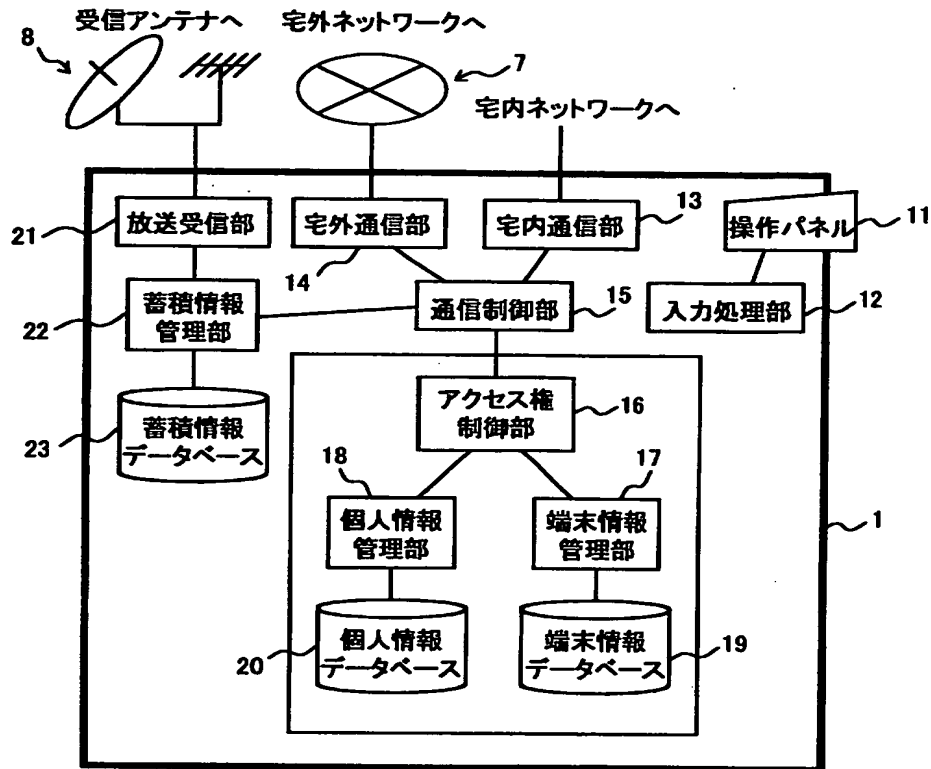 受信アンテナへ
宅外ネットワークへ
8
7
宅内ネットワークへ
放送受信部
21
宅外通信部
14
宅内通信部
13
操作パネル
11
蓄積情報
管理部
22
通信制御部
15
入力処理部
12
アクセス権
制御部
16
蓄積情報
データベース
23
18
個人情報
管理部
17
端末情報
管理部
1
個人情報
データベース
20
端末情報
データベース
19